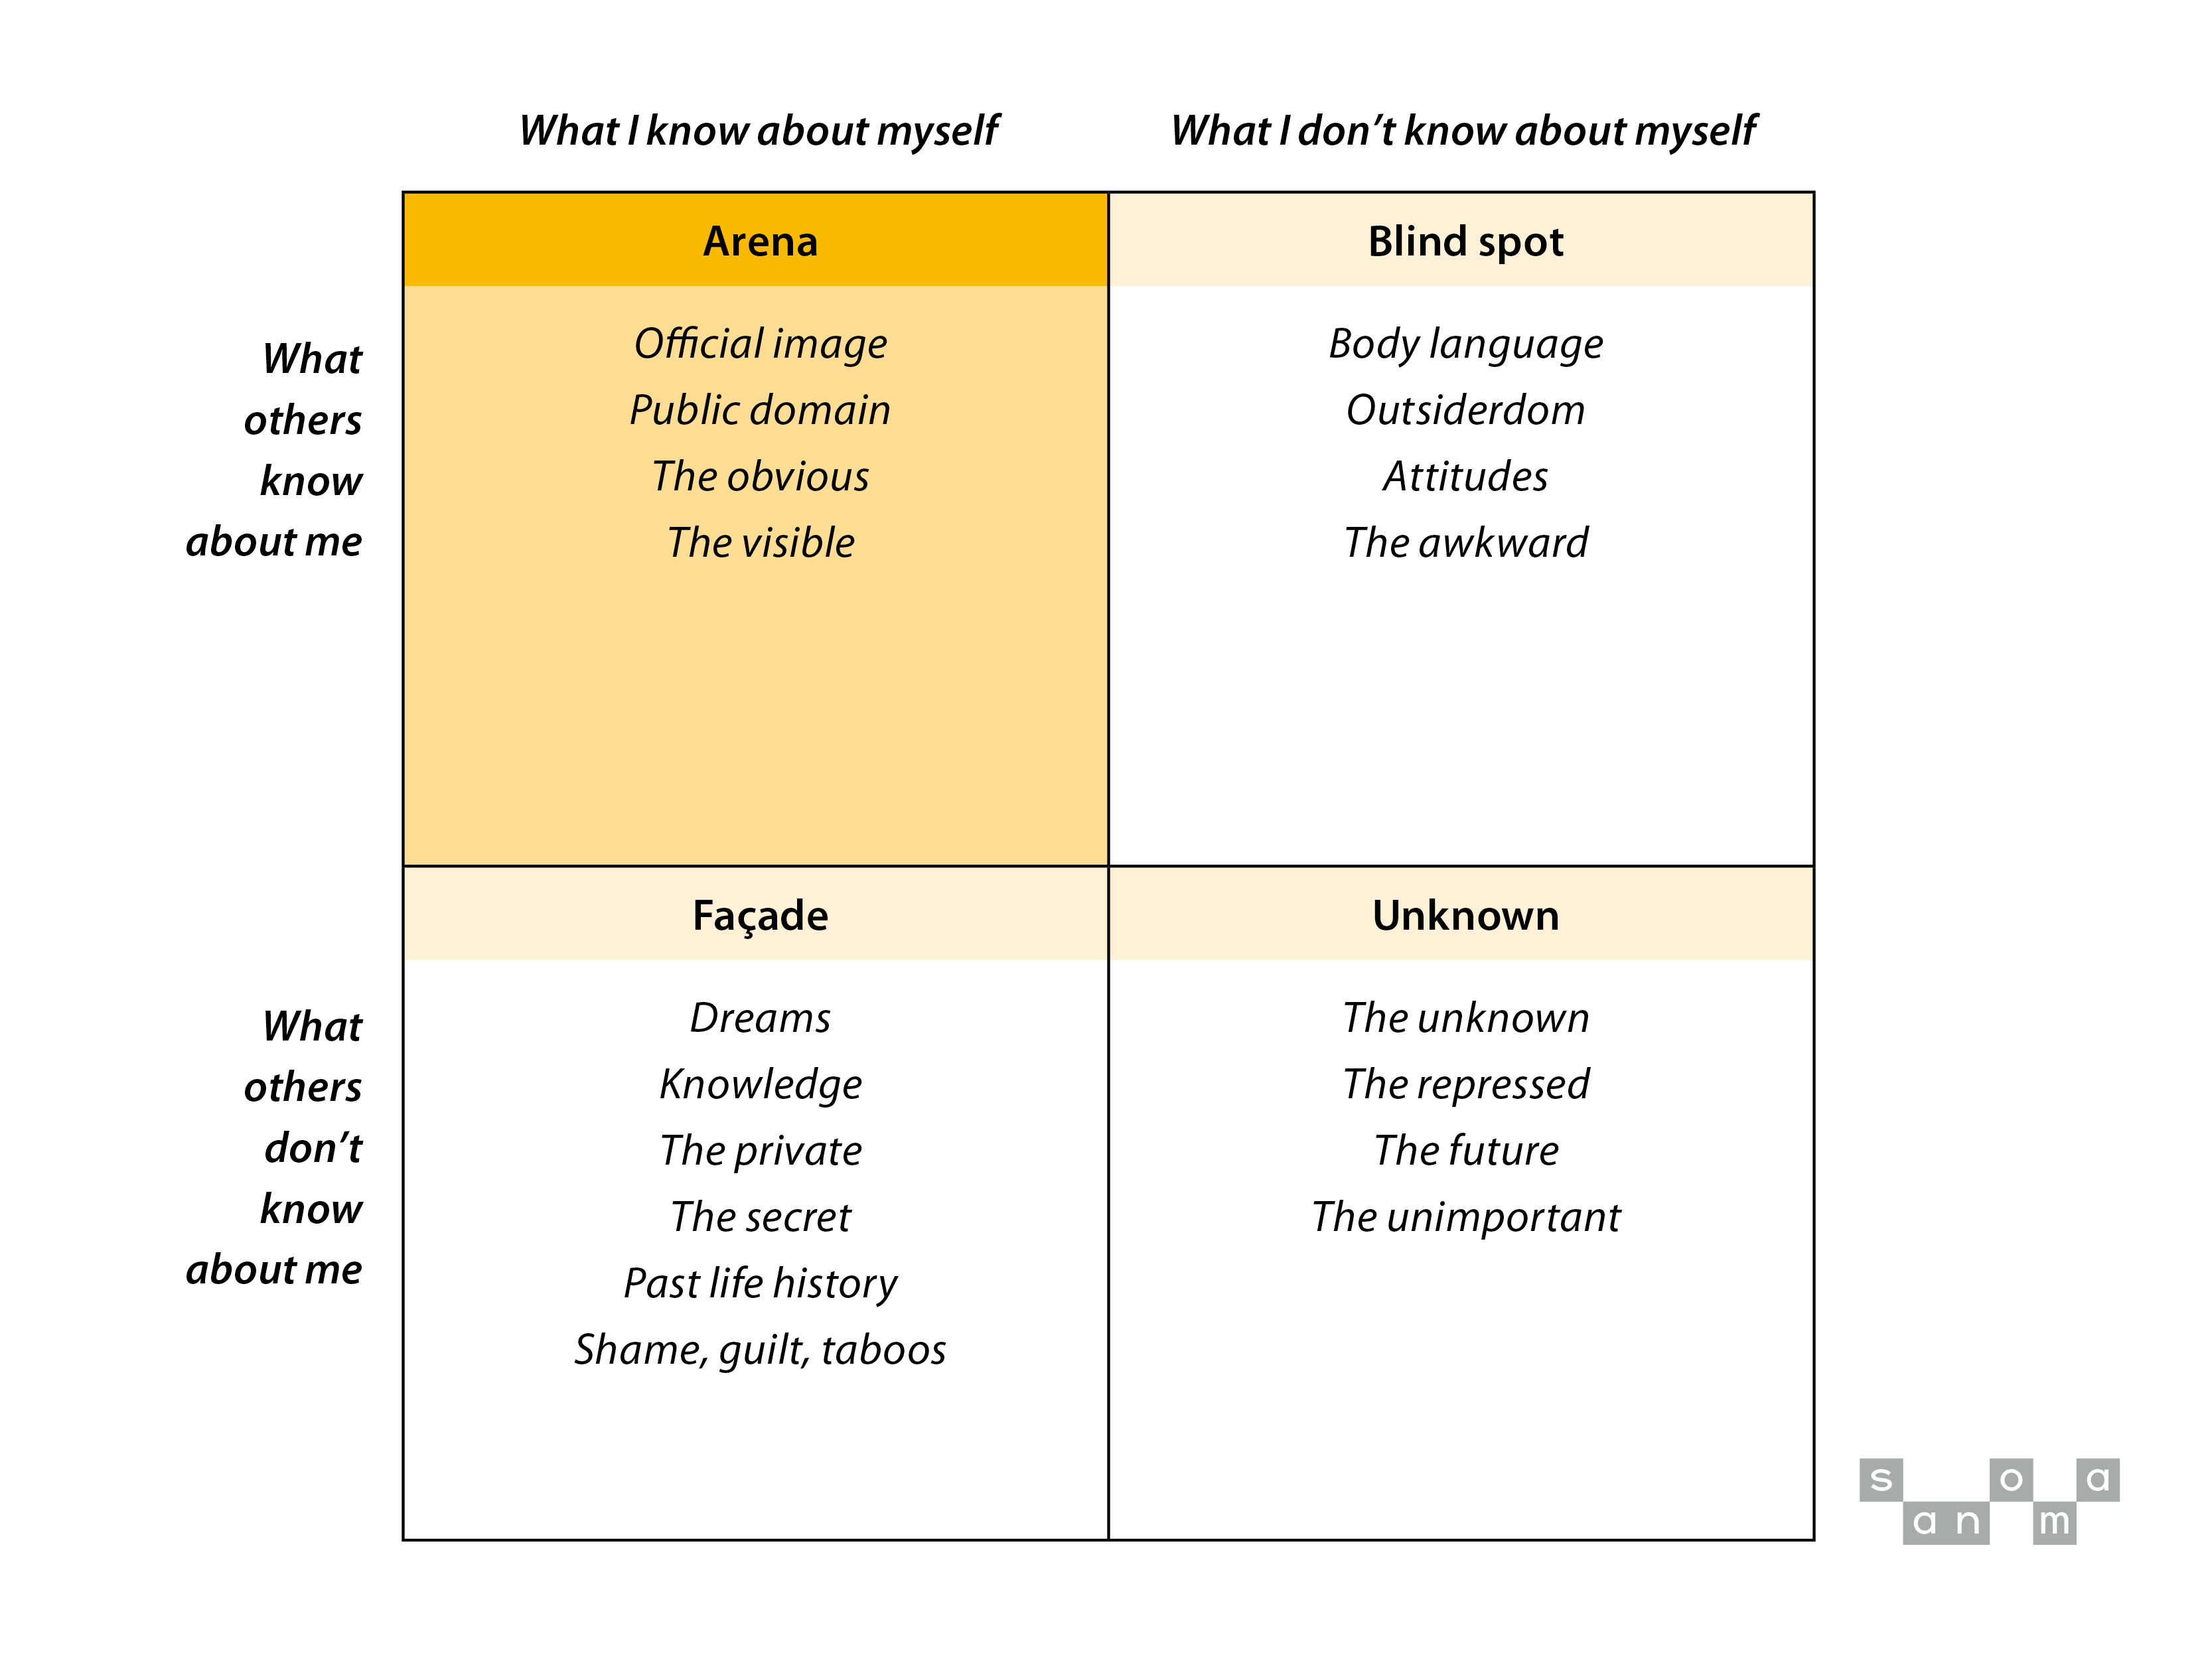 What I know about myself
What I don't know about myself
What
others
know
about me
Arena
Official image
Public domain
The obvious
The visible
Blind spot
Body language
Outsiderdom
Attitudes
The awkward
What
others
don't
know
about me
Façade
Dreams
Knowledge
The private
The secret
Past life history
Shame, guilt, taboos
Unknown
The unknown
The repressed
The future
The unimportant
sanoma